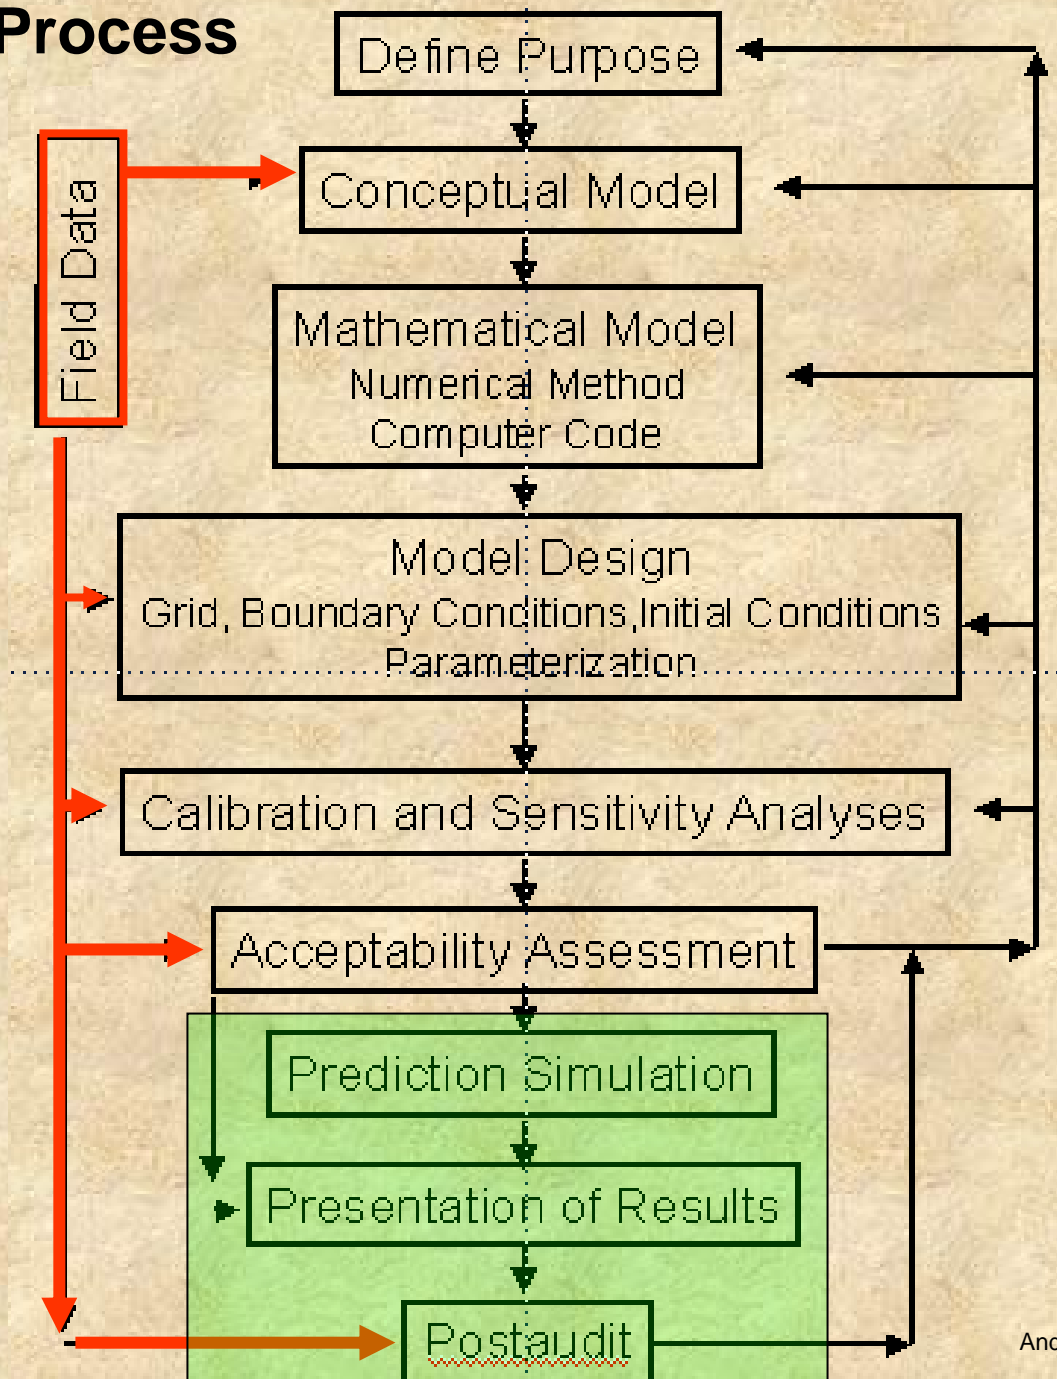 Process
Define Purpose
Field Data
Conceptual Model
Mathematical Model
Numerical Method
Computer Code
Model Design
Grid, Boundary Conditions,Initial Conditions
Parameterization
Calibration and Sensitivity Analyses
Acceptability Assessment
Prediction Simulation
Presentation of Results
Postaudit